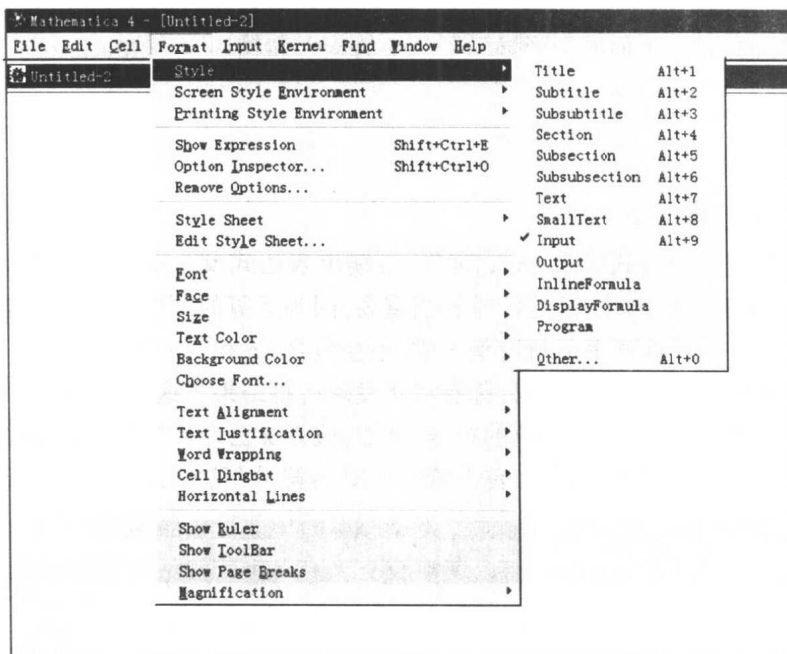 Mathematica 4 - [Untitled-2]
File Edit Cell Format Input Kernel Find Window Help
Untitled-2
Style
Screen Style Environment
Printing Style Environment
Show Expression Shift+Ctrl+E
Option Inspector... Shift+Ctrl+O
Remove Options...
Style Sheet
Edit Style Sheet...
Font
Face
Size
Text Color
Background Color
Choose Font...
Text Alignment
Text Justification
Word Wrapping
Cell Dingbat
Horizontal Lines
Show Ruler
Show ToolBar
Show Page Breaks
Magnification
Title Alt+1
Subtitle Alt+2
Subsubtitle Alt+3
Section Alt+4
Subsection Alt+5
Subsubsection Alt+6
Text Alt+7
SmallText Alt+8
✓ Input Alt+9
Output
InlineFormula
DisplayFormula
Program
Other... Alt+0